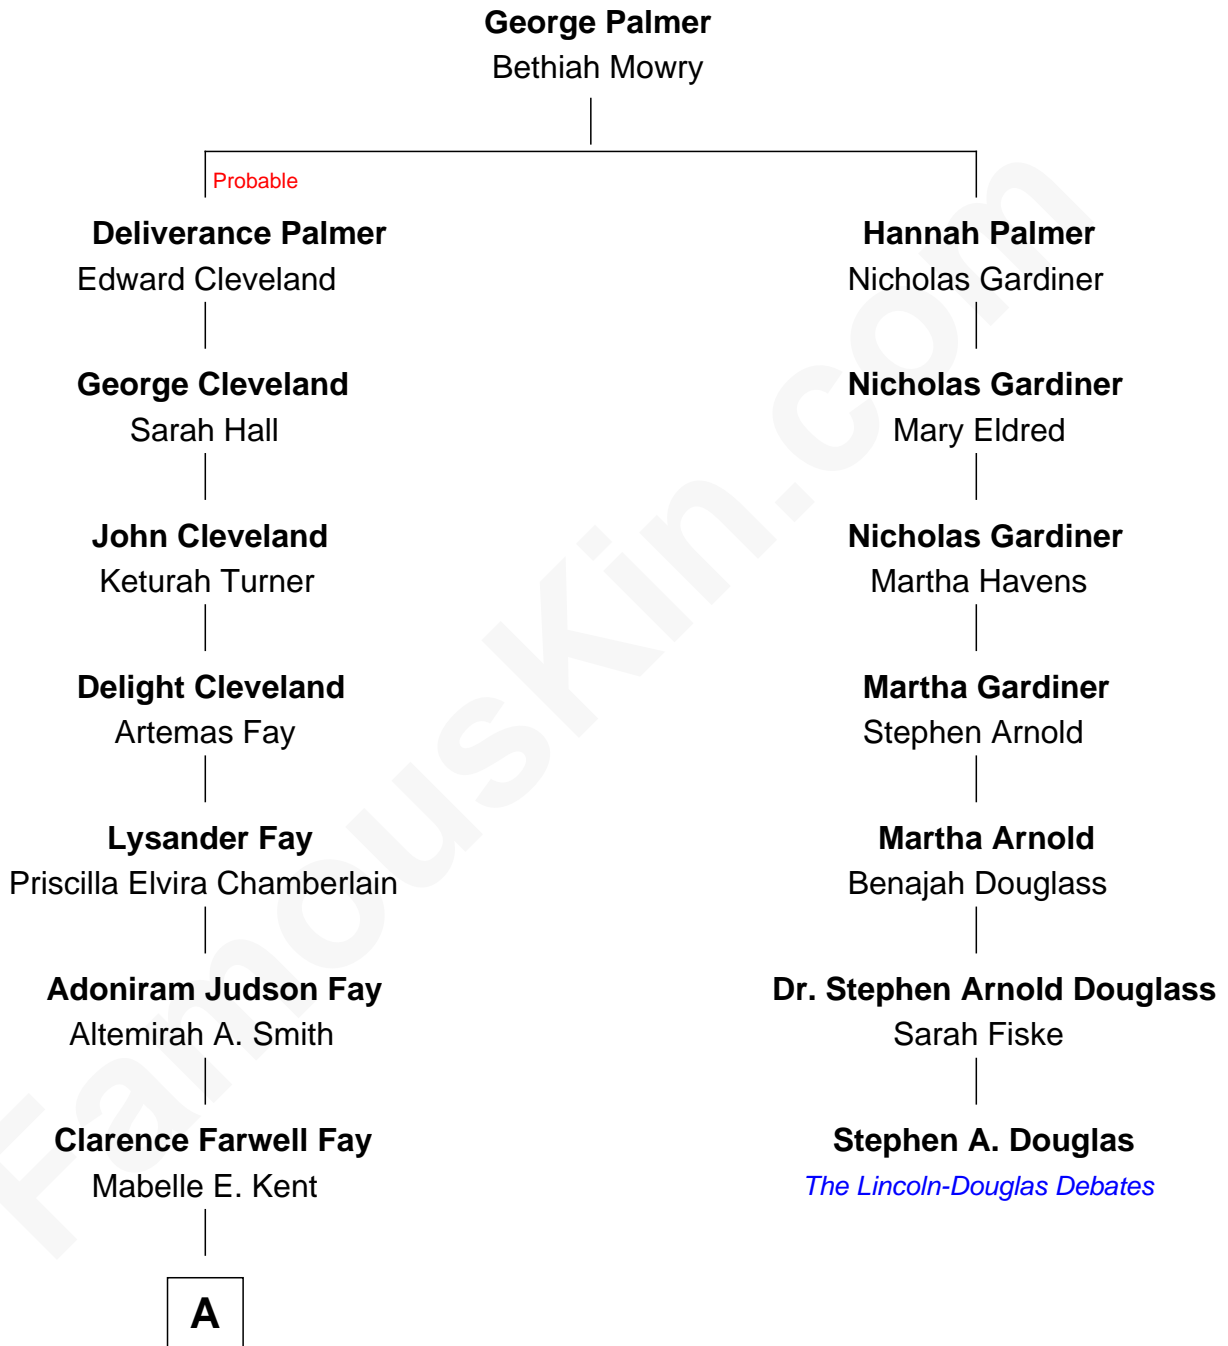 George Palmer
Bethiah Mowry
Probable
Deliverance Palmer
Edward Cleveland
Hannah Palmer
Nicholas Gardiner
George Cleveland
Sarah Hall
Nicholas Gardiner
Mary Eldred
John Cleveland
Keturah Turner
Nicholas Gardiner
Martha Havens
Delight Cleveland
Artemas Fay
Martha Gardiner
Stephen Arnold
Lysander Fay
Priscilla Elvira Chamberlain
Martha Arnold
Benajah Douglass
Adoniram Judson Fay
Altemirah A. Smith
Dr. Stephen Arnold Douglass
Sarah Fiske
Clarence Farwell Fay
Mabelle E. Kent
Stephen A. Douglas
The Lincoln-Douglas Debates
A
FamousKin.com